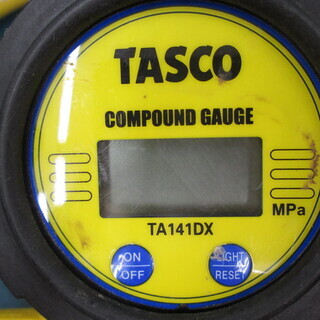 TASCO
COMPOUND GAUGE
MPa
TA141DX
ON LIGHT
OFF RESET